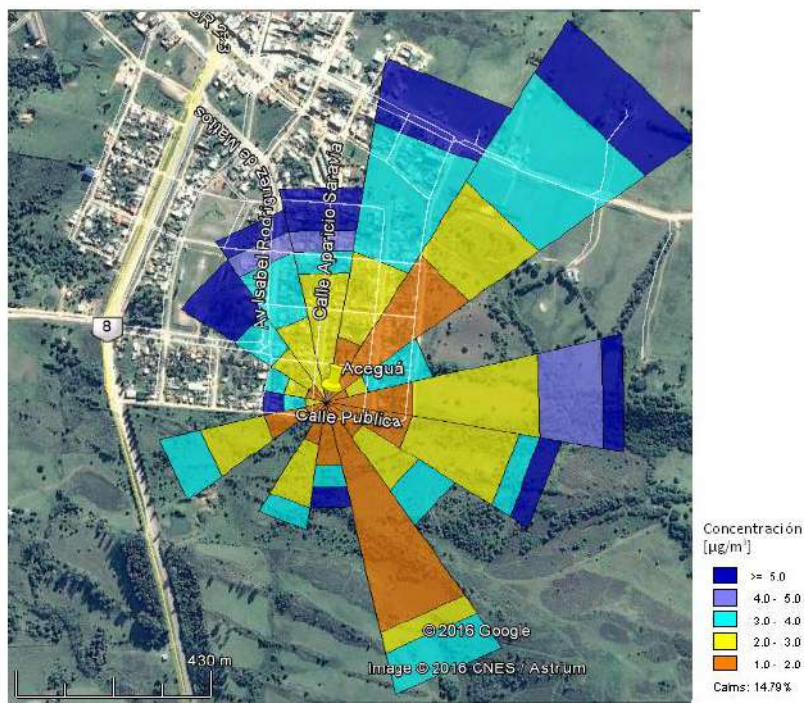 Av Isabel Rodriguez de Mattos
Calle Aparicio Saravia
8
Aceguá
Calle Publica
© 2016 Google
Image © 2016 CNES / Astrium
430 m
Concentración
[µg/m³]
>= 5.0
4.0 - 5.0
3.0 - 4.0
2.0 - 3.0
1.0 - 2.0
Calms: 14.79%